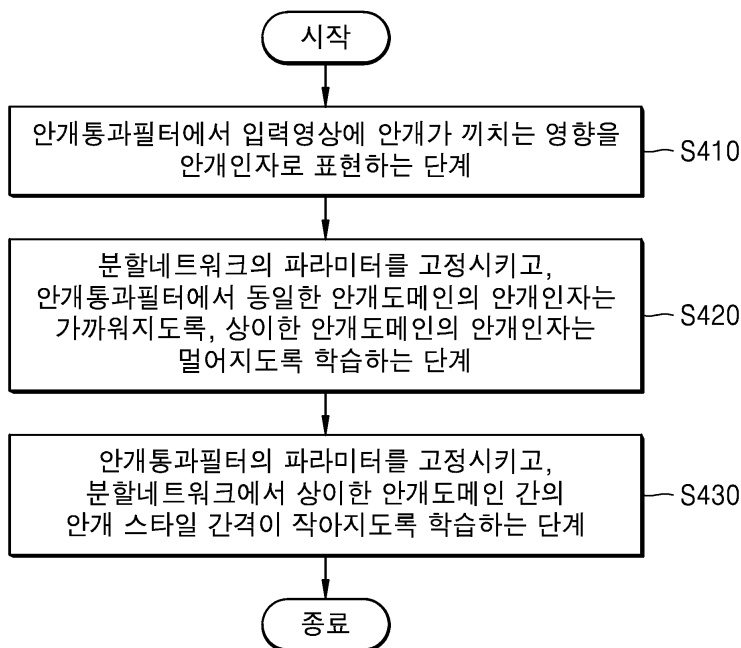 시작
안개통과필터에서 입력영상에 안개가 끼치는 영향을
안개인자로 표현하는 단계
S410
분할네트워크의 파라미터를 고정시키고,
안개통과필터에서 동일한 안개도메인의 안개인자는
가까워지도록, 상이한 안개도메인의 안개인자는
멀어지도록 학습하는 단계
S420
안개통과필터의 파라미터를 고정시키고,
분할네트워크에서 상이한 안개도메인 간의
안개 스타일 간격이 작아지도록 학습하는 단계
S430
종료